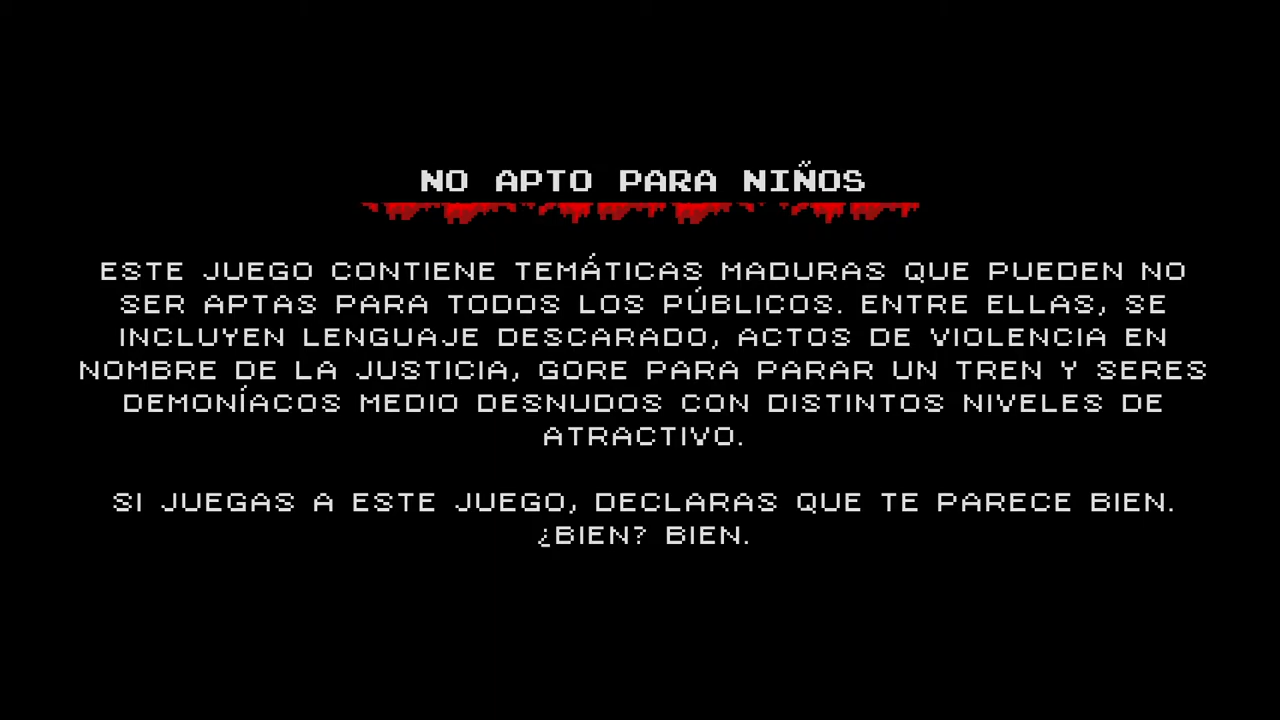 NO APTO PARA NIÑOS
ESTE JUEGO CONTIENE TEMÁTICAS MADURAS QUE PUEDEN NO
SER APTAS PARA TODOS LOS PÚBLICOS. ENTRE ELLAS, SE
INCLUYEN LENGUAJE DESCARADO, ACTOS DE VIOLENCIA EN
NOMBRE DE LA JUSTICIA, GORE PARA PARAR UN TREN Y SERES
DEMONÍACOS MEDIO DESNUDOS CON DISTINTOS NIVELES DE
ATRACTIVO.
SI JUEGAS A ESTE JUEGO, DECLARAS QUE TE PARECE BIEN.
¿BIEN? BIEN.